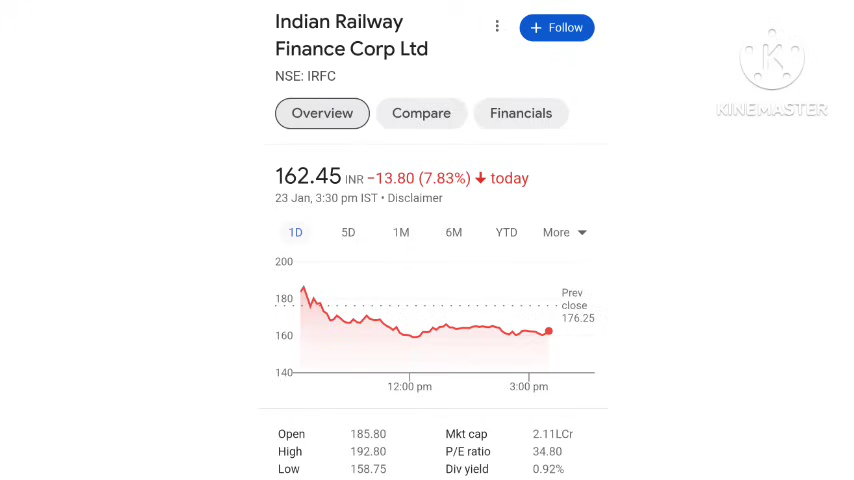 Indian Railway
Finance Corp Ltd
+ Follow
NSE: IRFC
K
KINEMASTER
Overview Compare Financials
162.45 INR −13.80 (7.83%) ↓ today
23 Jan, 3:30 pm IST • Disclaimer
1D 5D 1M 6M YTD More
200
180
160
140
Prev
close
176.25
12:00 pm 3:00 pm
Open 185.80 Mkt cap 2.11LCr
High 192.80 P/E ratio 34.80
Low 158.75 Div yield 0.92%